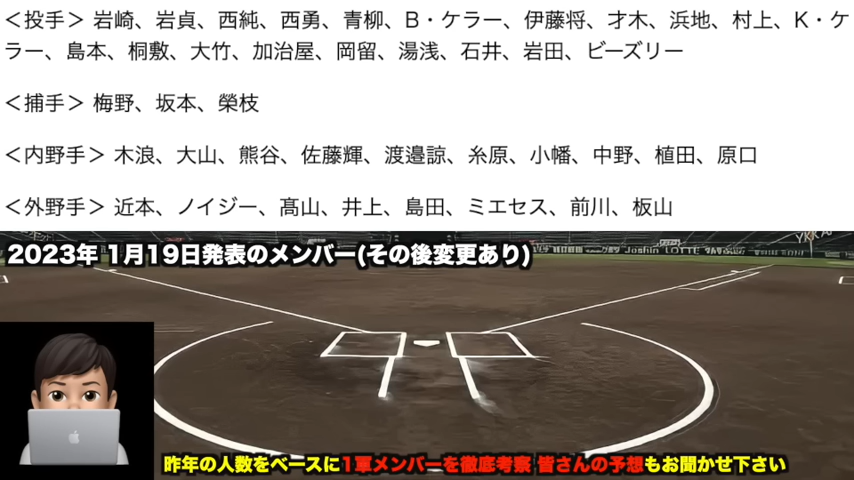 ＜投手＞ 岩崎、岩貞、西純、西勇、青柳、B・ケラー、伊藤将、才木、浜地、村上、K・ケ
ラー、島本、桐敷、大竹、加治屋、岡留、湯浅、石井、岩田、ビーズリー
＜捕手＞ 梅野、坂本、榮枝
＜内野手＞ 木浪、大山、熊谷、佐藤輝、渡邉諒、糸原、小幡、中野、植田、原口
＜外野手＞ 近本、ノイジー、髙山、井上、島田、ミエセス、前川、板山
YKK
Joshin LOTTE
2023年 1月19日発表のメンバー(その後変更あり)
昨年の人数をベースに1軍メンバーを徹底考察 皆さんの予想もお聞かせ下さい